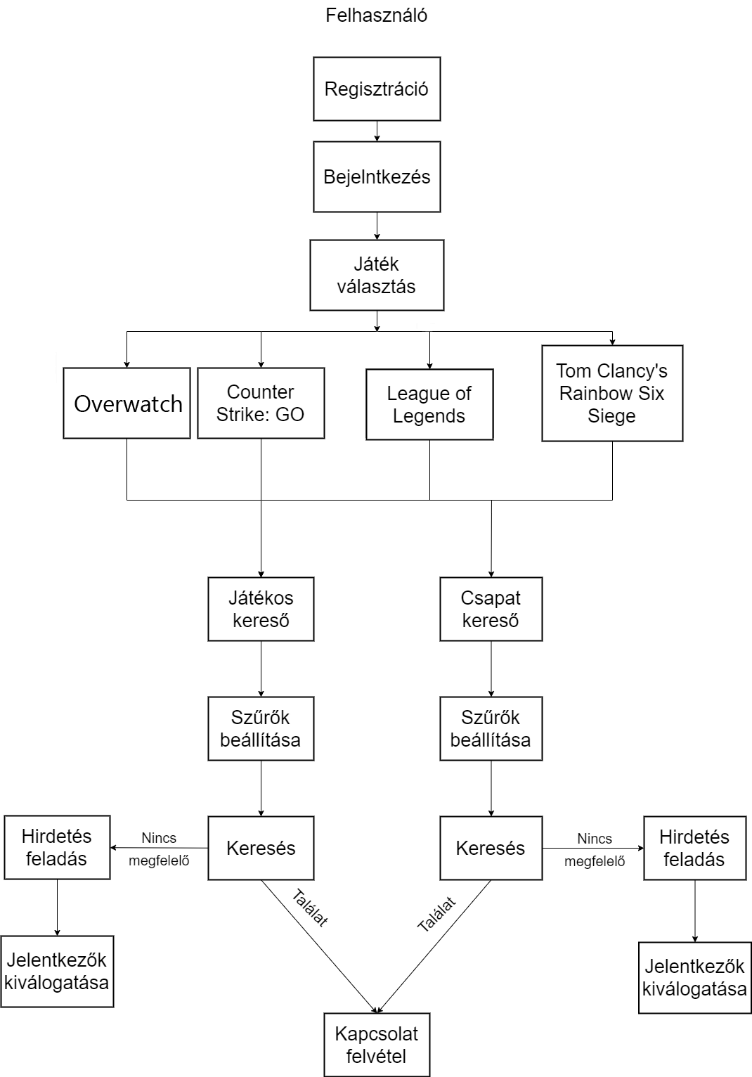 Felhasználó
Regisztráció
Bejelntkezés
Játék
választás
Overwatch
Counter
Strike: GO
League of
Legends
Tom Clancy's
Rainbow Six
Siege
Játékos
kereső
Csapat
kereső
Szűrők
beállítása
Szűrők
beállítása
Hirdetés
feladás
Nincs
megfelelő
Keresés
Keresés
Nincs
megfelelő
Hirdetés
feladás
Találat
Találat
Jelentkezők
kiválogatása
Jelentkezők
kiválogatása
Kapcsolat
felvétel